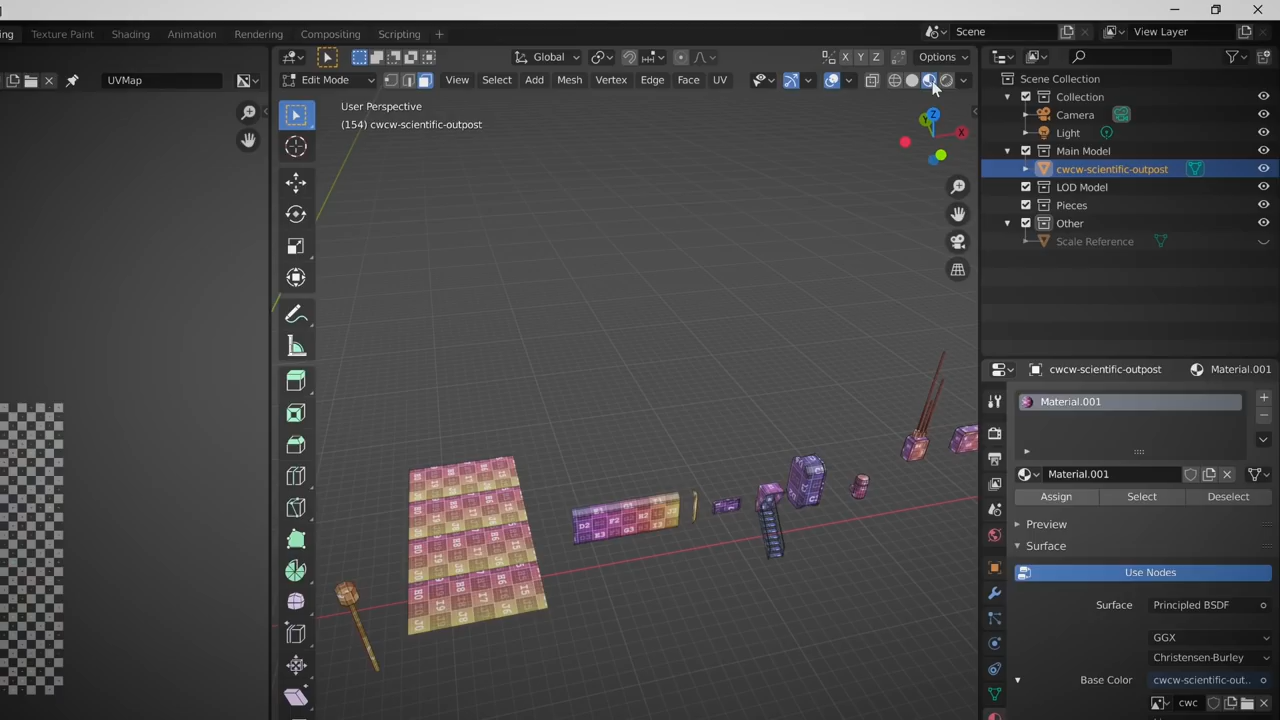 ng Texture Paint Shading Animation Rendering Compositing Scripting +
Scene
View Layer
Global
X Y Z
Options
UVMap
Edit Mode
View Select Add Mesh Vertex Edge Face UV
User Perspective
(154) cwcw-scientific-outpost
Z
Y
X
Scene Collection
Collection
Camera
Light
Main Model
cwcw-scientific-outpost
LOD Model
Pieces
Other
Scale Reference
cwcw-scientific-outpost
Material.001
Material.001
Material.001
Assign Select Deselect
Preview
Surface
Use Nodes
Surface Principled BSDF
GGX
Christensen-Burley
Base Color cwcw-scientific-out..
cwc